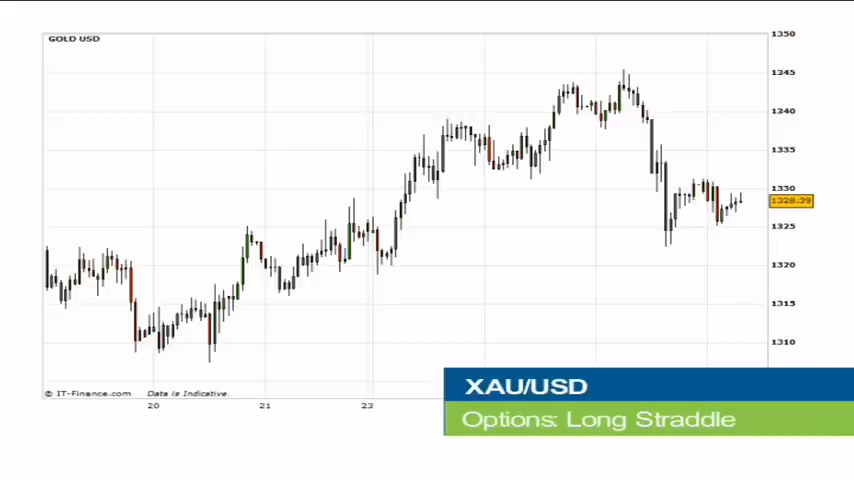 GOLD USD
1350
1345
1340
1335
1330
1328.39
1325
1320
1315
1310
© IT-Finance.com Data is Indicative.
20 21 23
XAU/USD
Options: Long Straddle